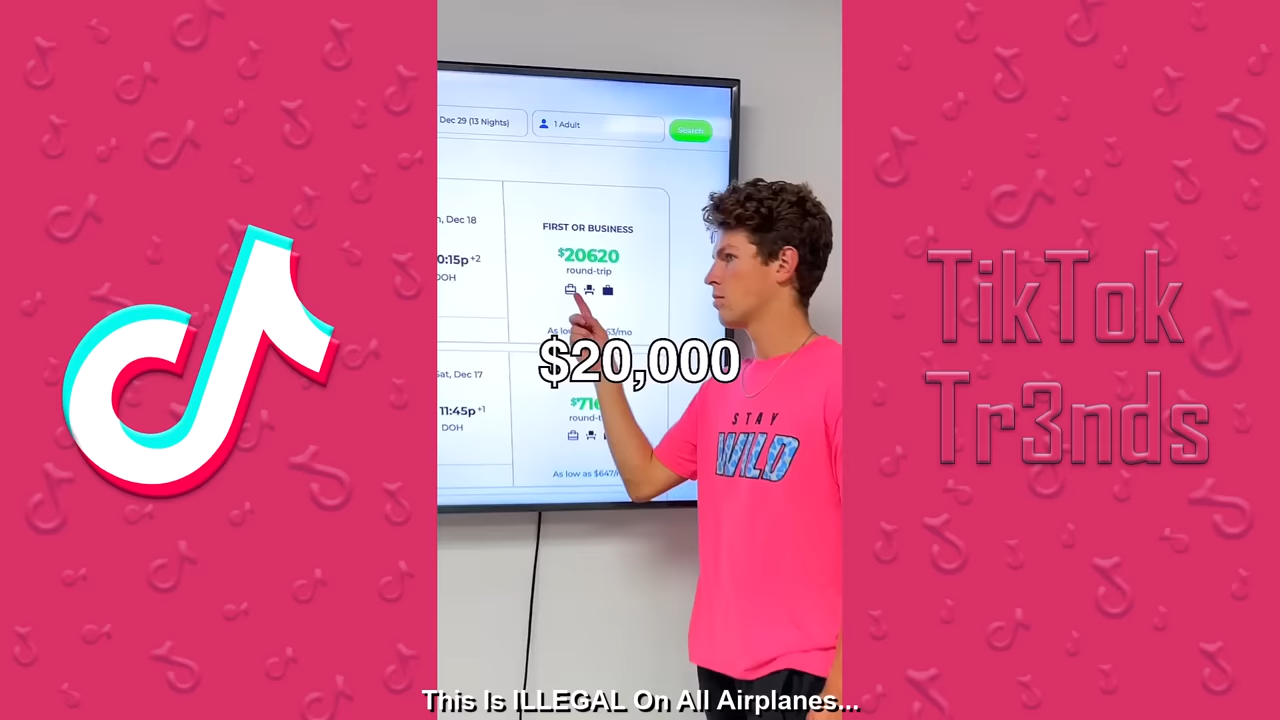 Dec 29 (13 Nights)
1 Adult
Search
Dec 18
FIRST OR BUSINESS
$20620
round-trip
0:15p+2
DOH
As
$20,000
Sat, Dec 17
11:45p+1
DOH
As low as $647/
STAY
WILD
TikTok
Tr3nds
This Is ILLEGAL On All Airplanes...